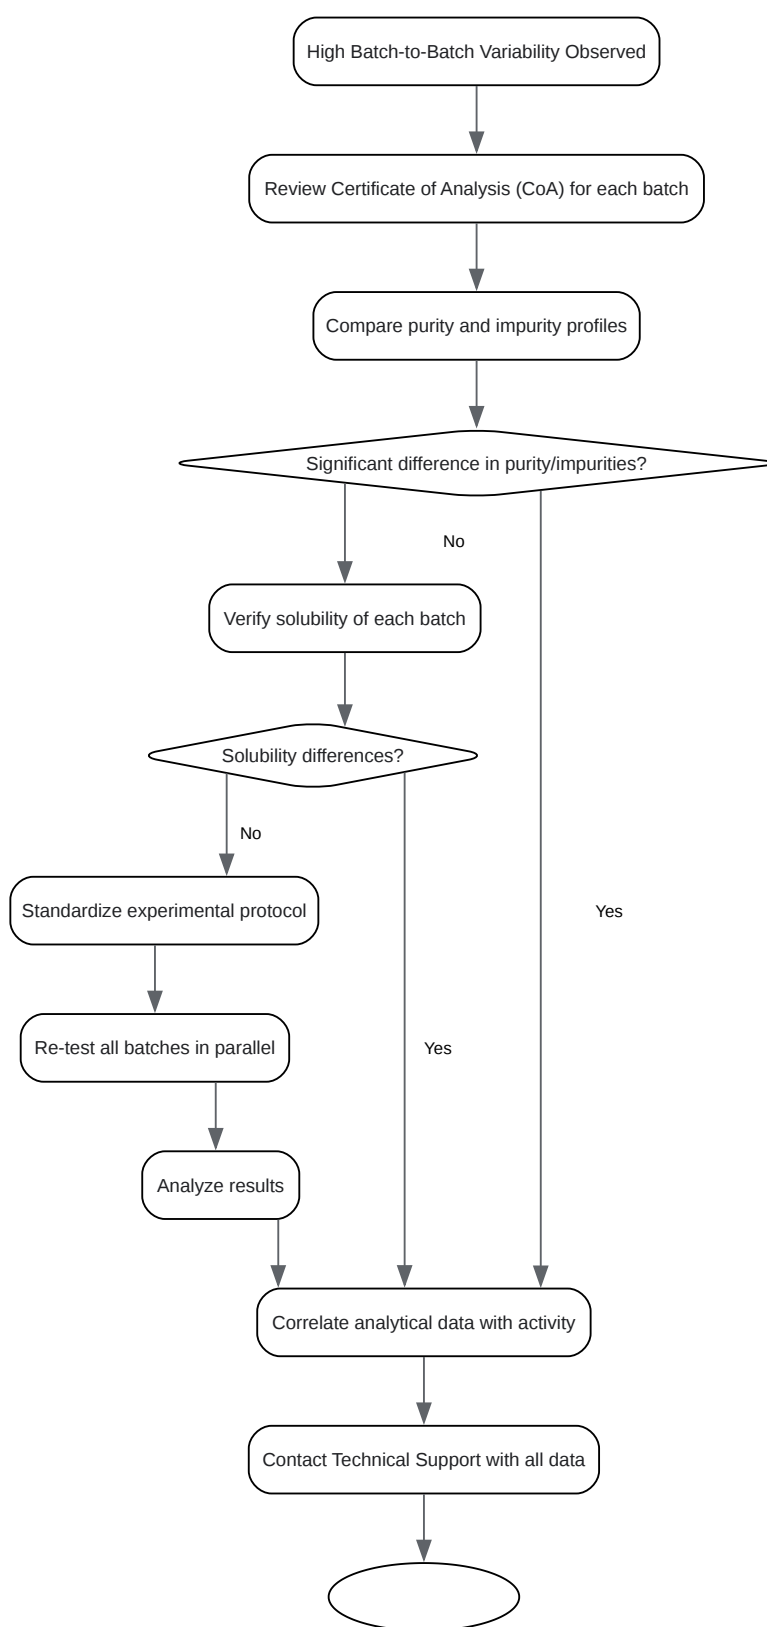 High Batch-to-Batch Variability Observed
Review Certificate of Analysis (CoA) for each batch
Compare purity and impurity profiles
Significant difference in purity/impurities?
No
Verify solubility of each batch
Solubility differences?
No
Standardize experimental protocol
Yes
Re-test all batches in parallel
Yes
Analyze results
Correlate analytical data with activity
Contact Technical Support with all data